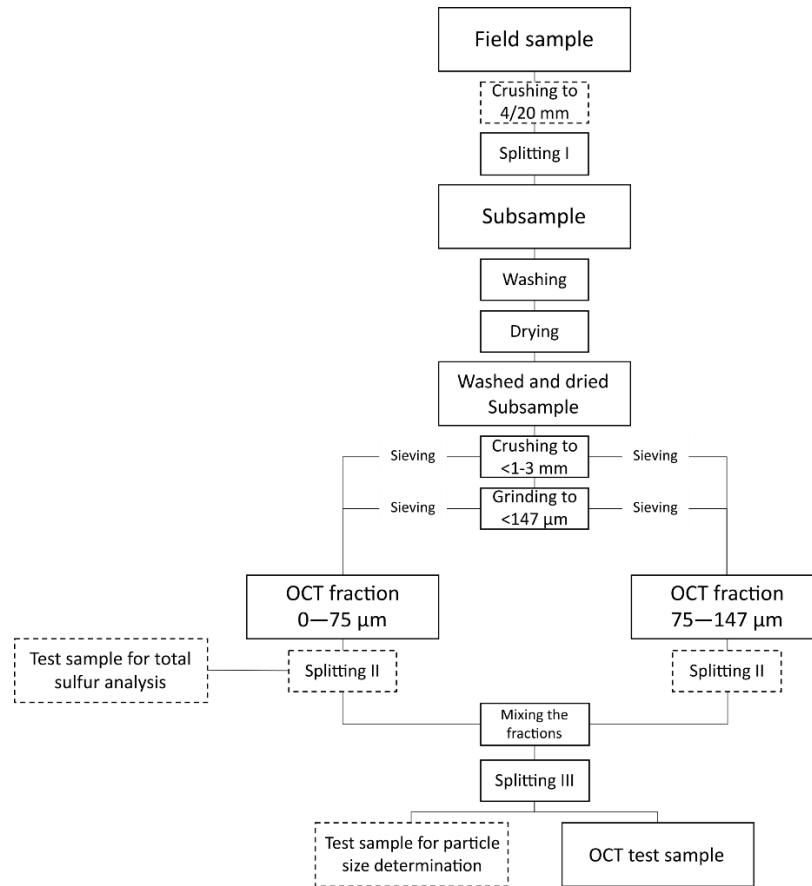 Field sample
Crushing to
4/20 mm
Splitting I
Subsample
Washing
Drying
Washed and dried
Subsample
Sieving
Crushing to
<1-3 mm
Sieving
Sieving
Grinding to
<147 µm
Sieving
OCT fraction
0—75 µm
OCT fraction
75—147 µm
Test sample for total
sulfur analysis
Splitting II
Splitting II
Mixing the
fractions
Splitting III
Test sample for particle
size determination
OCT test sample